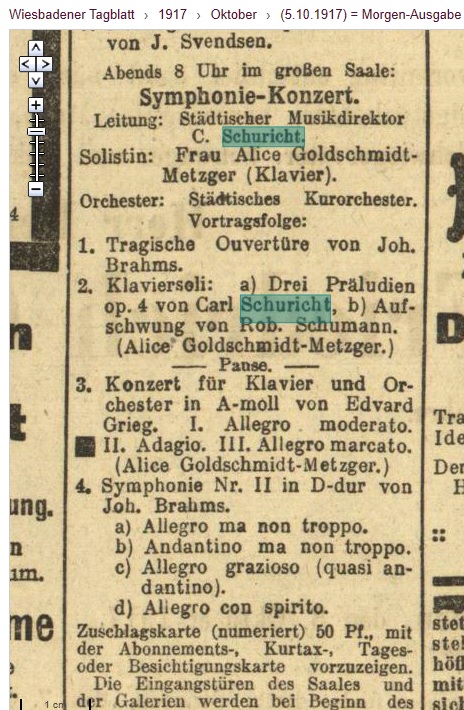 Wiesbadener Tagblatt › 1917 › Oktober › (5.10.1917) = Morgen-Ausgabe
von J. Svendsen.
Abends 8 Uhr im großen Saale:
Symphonie-Konzert.
Leitung: Städtischer Musikdirektor
C. Schuricht.
Solistin: Frau Alice Goldschmidt-
Metzger (Klavier).
Orchester: Städtisches Kurorchester.
Vortragsfolge:
1. Tragische Ouvertüre von Joh.
Brahms.
2. Klaviersoli: a) Drei Präludien
op. 4 von Carl Schuricht, b) Auf-
schwung von Rob. Schumann.
(Alice Goldschmidt-Metzger.)
—— Pause. ——
3. Konzert für Klavier und Or-
chester in A-moll von Edvard
Grieg. I. Allegro moderato.
II. Adagio. III. Allegro marcato.
(Alice Goldschmidt-Metzger.)
4. Symphonie Nr. II in D-dur von
Joh. Brahms.
a) Allegro ma non troppo.
b) Andantino ma non troppo.
c) Allegro grazioso (quasi an-
dantino).
d) Allegro con spirito.
Zuschlagskarte (numeriert) 50 Pf., mit
der Abonnements-, Kurtax-, Tages-
oder Besichtigungskarte vorzuzeigen.
Die Eingangstüren des Saales und
der Galerien werden bei Beginn des
1 cm